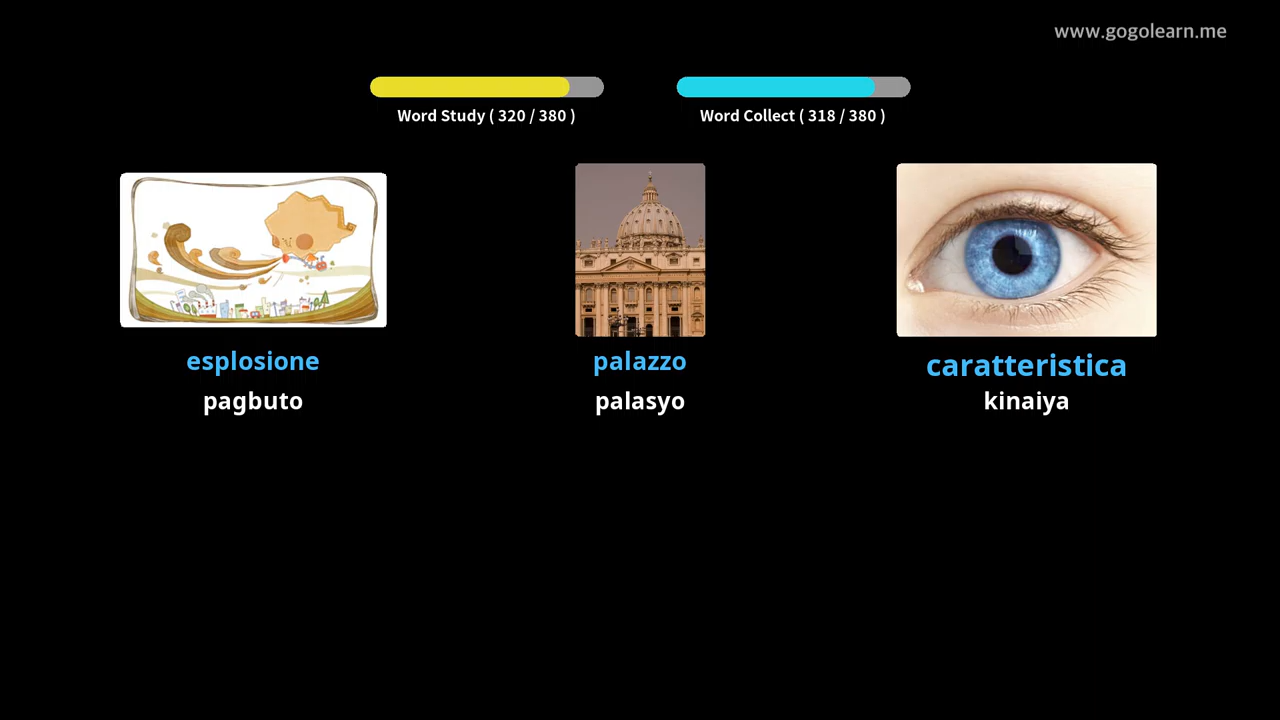 www.gogolearn.me
Word Study ( 320 / 380 )
Word Collect ( 318 / 380 )
esplosione
palazzo
caratteristica
pagbuto
palasyo
kinaiya